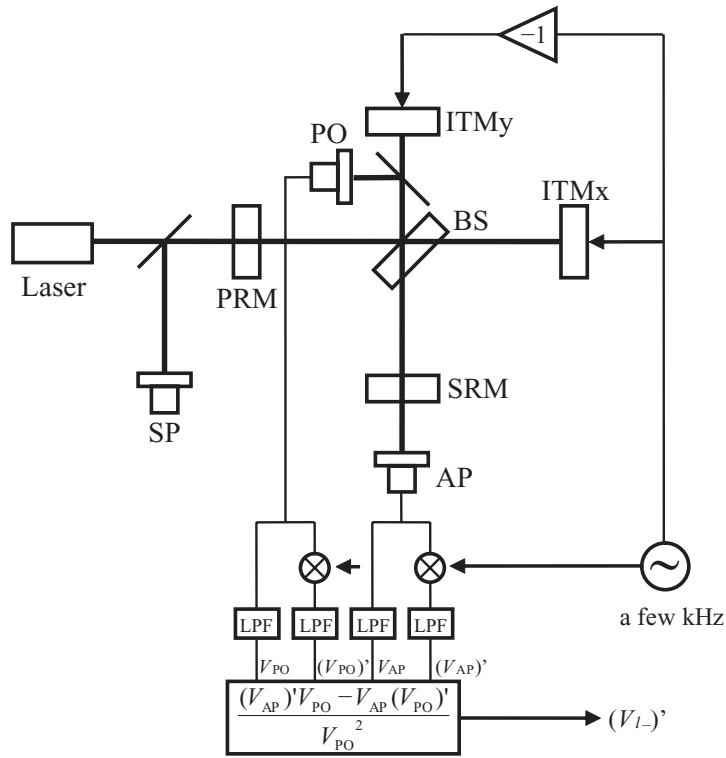 −1
ITMy
PO
ITMx
BS
Laser
PRM
SRM
SP
AP
a few kHz
LPF LPF LPF LPF
V_PO (V_PO)' V_AP (V_AP)'
(V_AP)'V_PO − V_AP(V_PO)'
V_PO^2
(V_l−)'